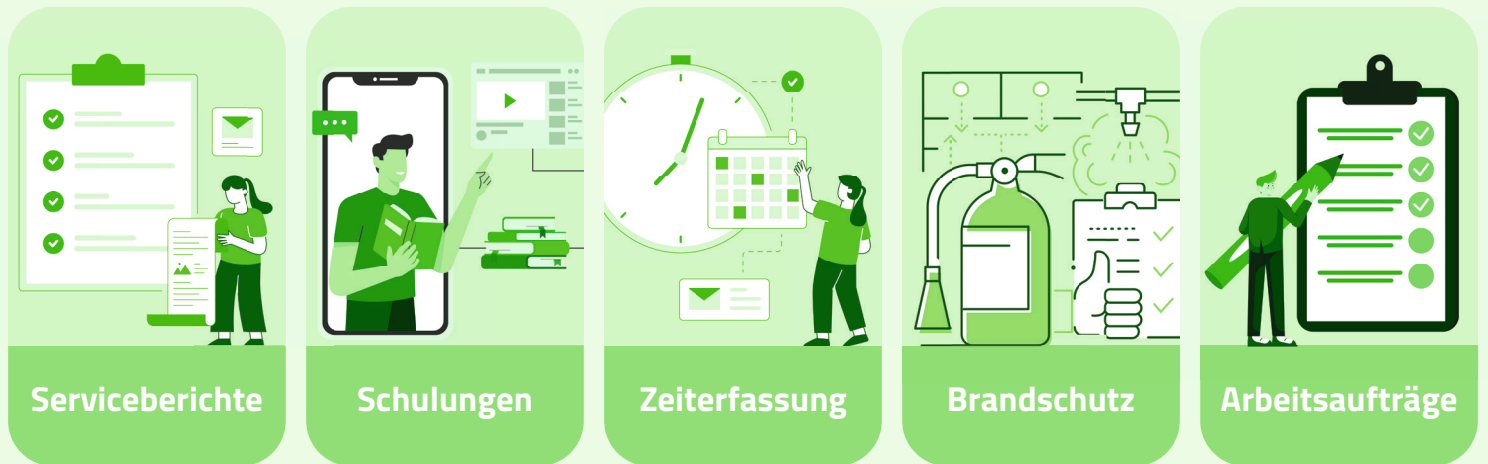 Serviceberichte
Schulungen
Zeiterfassung
Brandschutz
Arbeitsaufträge